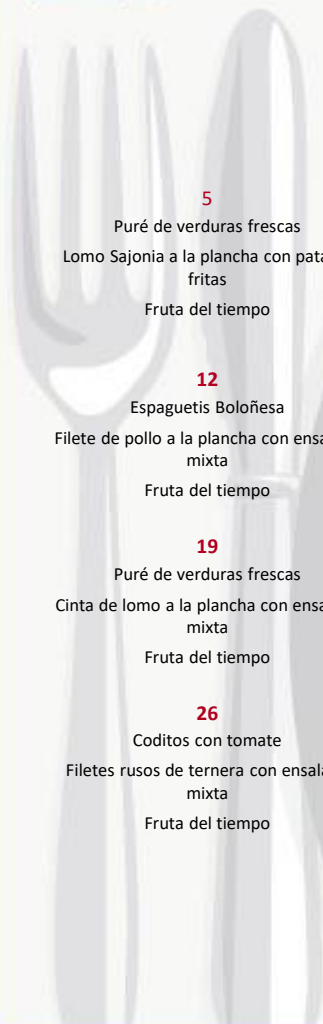 5
Puré de verduras frescas
Lomo Sajonia a la plancha con
fritas
Fruta del tiempo
12
Espaguetis Boloñesa
Filete de pollo a la plancha con
mixta
Fruta del tiempo
19
Puré de verduras frescas
Cinta de lomo a la plancha con
mixta
Fruta del tiempo
26
Coditos con tomate
Filetes rusos de ternera con
mixta
Fruta del tiempo